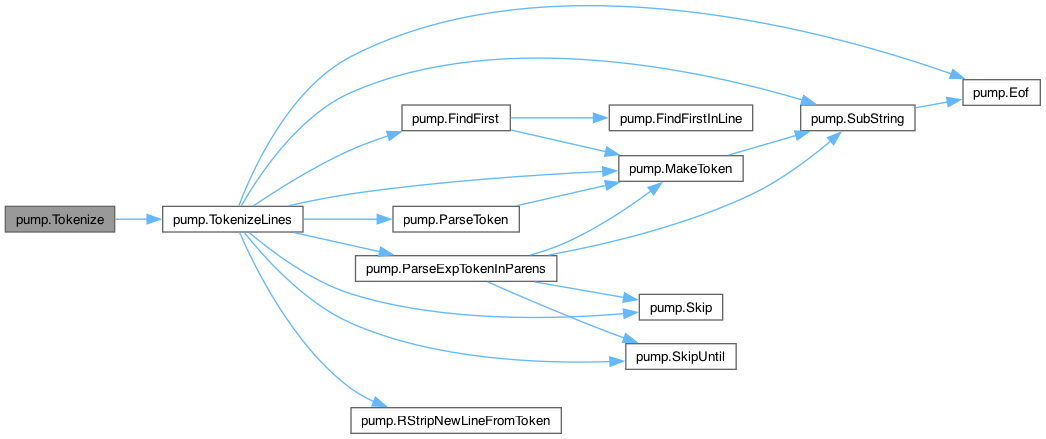 pump.Tokenize
pump.TokenizeLines
pump.FindFirst
pump.ParseToken
pump.ParseExpTokenInParens
pump.RStripNewLineFromToken
pump.FindFirstInLine
pump.MakeToken
pump.Skip
pump.SkipUntil
pump.SubString
pump.Eof